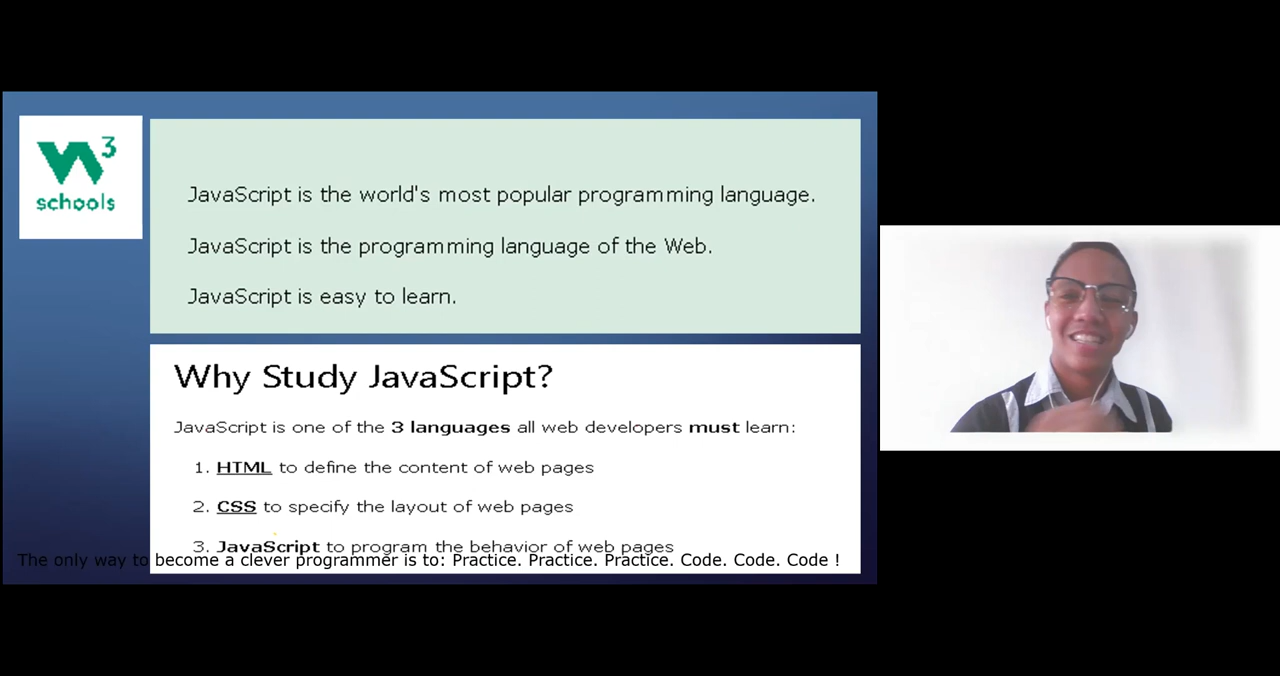 W3
schools
JavaScript is the world's most popular programming language.
JavaScript is the programming language of the Web.
JavaScript is easy to learn.
Why Study JavaScript?
JavaScript is one of the 3 languages all web developers must learn:
1. HTML to define the content of web pages
2. CSS to specify the layout of web pages
3. JavaScript to program the behavior of web pages
The only way to become a clever programmer is to: Practice. Practice. Practice. Code. Code. Code !